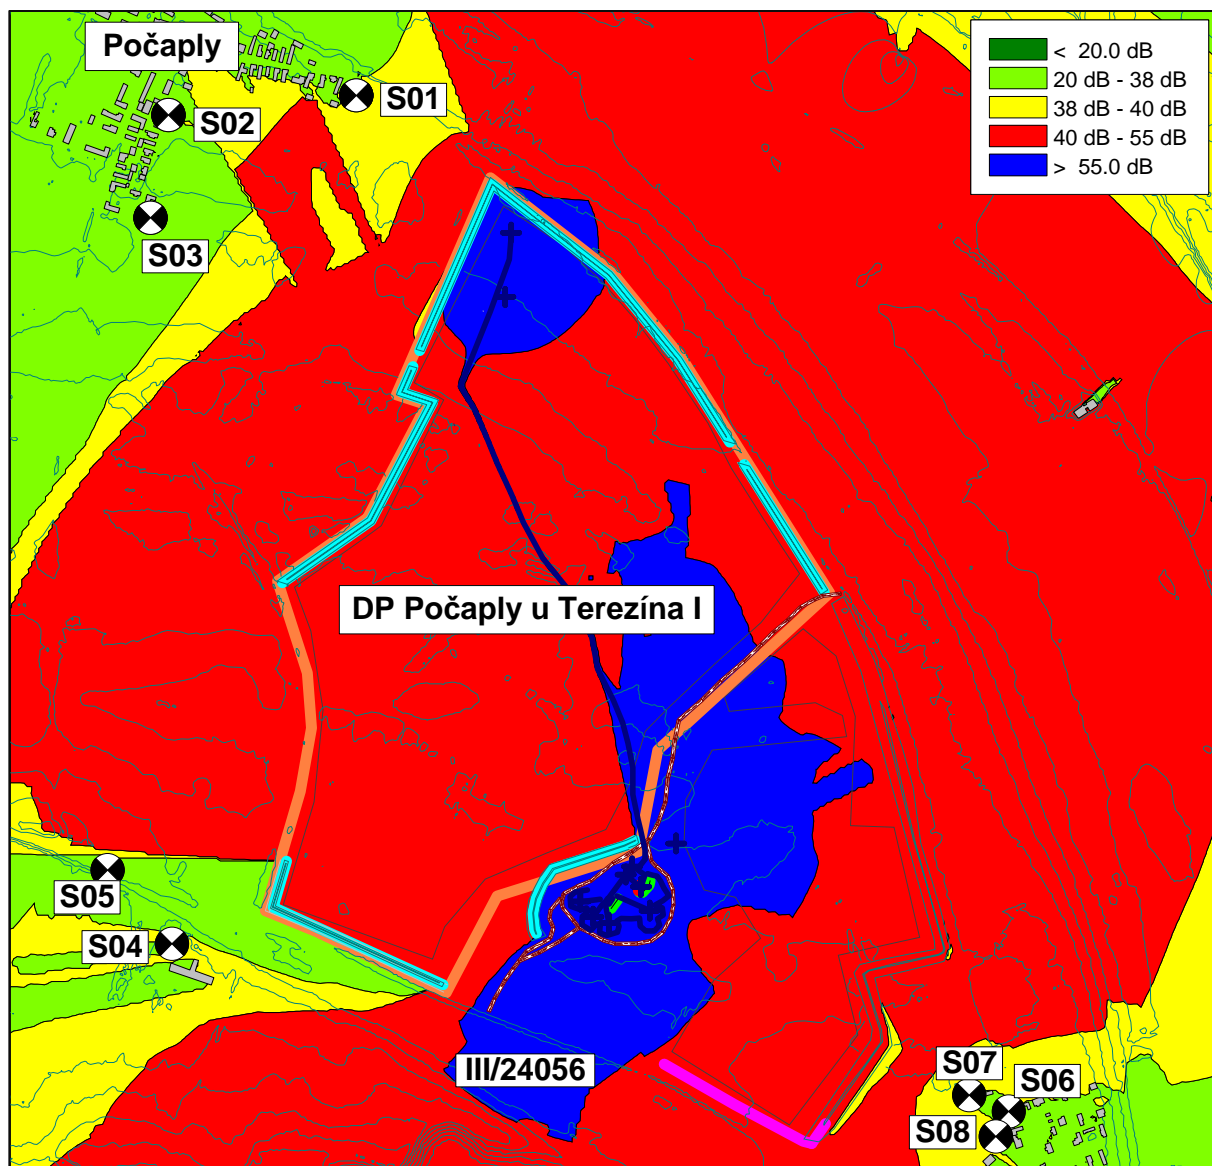 Počaply
S01
S02
S03
< 20.0 dB
20 dB - 38 dB
38 dB - 40 dB
40 dB - 55 dB
> 55.0 dB
DP Počaply u Terezína I
S05
S04
III/24056
S07
S06
S08